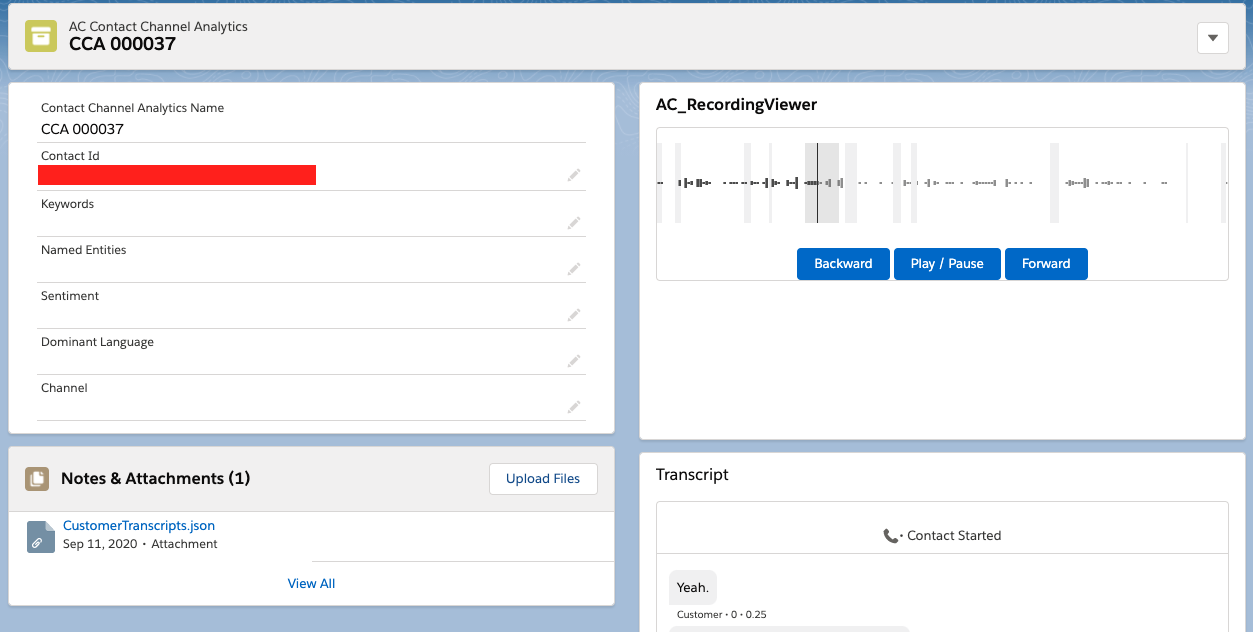 AC Contact Channel Analytics
CCA 000037
Contact Channel Analytics Name
CCA 000037
Contact Id
Keywords
Named Entities
Sentiment
Dominant Language
Channel
Notes & Attachments (1)
Upload Files
CustomerTranscripts.json
Sep 11, 2020 • Attachment
View All
AC_RecordingViewer
Backward
Play / Pause
Forward
Transcript
• Contact Started
Yeah.
Customer • 0 • 0.25